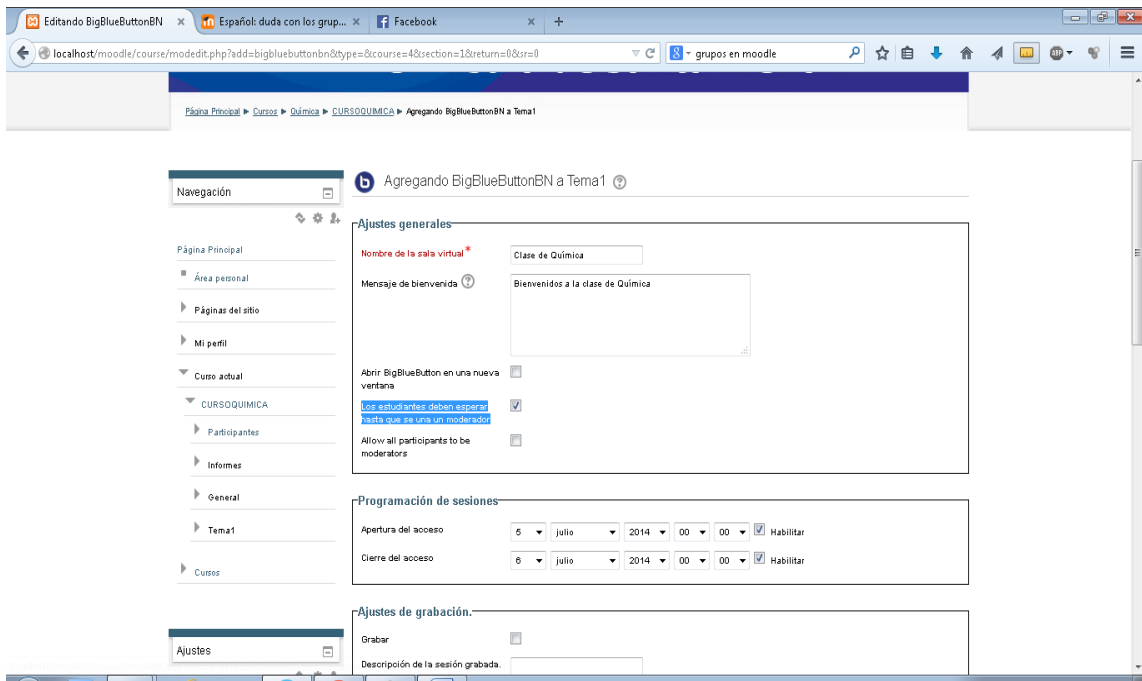 Editando BigBlueButtonBN
Español: duda con los grup...
Facebook
localhost/moodle/course/modedit.php?add=bigbluebuttonbn&type=&course=4&section=1&return=0&sr=0
grupos en moodle
Página Principal ► Cursos ► Química ► CURSOQUIMICA ► Agregando BigBlueButtonBN a Tema1
Navegación
Página Principal
Área personal
Páginas del sitio
Mi perfil
Curso actual
CURSOQUIMICA
Participantes
Informes
General
Tema1
Cursos
Ajustes
Agregando BigBlueButtonBN a Tema1
Ajustes generales
Nombre de la sala virtual*
Clase de Química
Mensaje de bienvenida
Bienvenidos a la clase de Química
Abrir BigBlueButton en una nueva
ventana
Los estudiantes deben esperar
hasta que se una un moderador
Allow all participants to be
moderators
Programación de sesiones
Apertura del acceso 5 julio 2014 00 00 Habilitar
Cierre del acceso 6 julio 2014 00 00 Habilitar
Ajustes de grabación.
Grabar
Descripción de la sesión grabada.